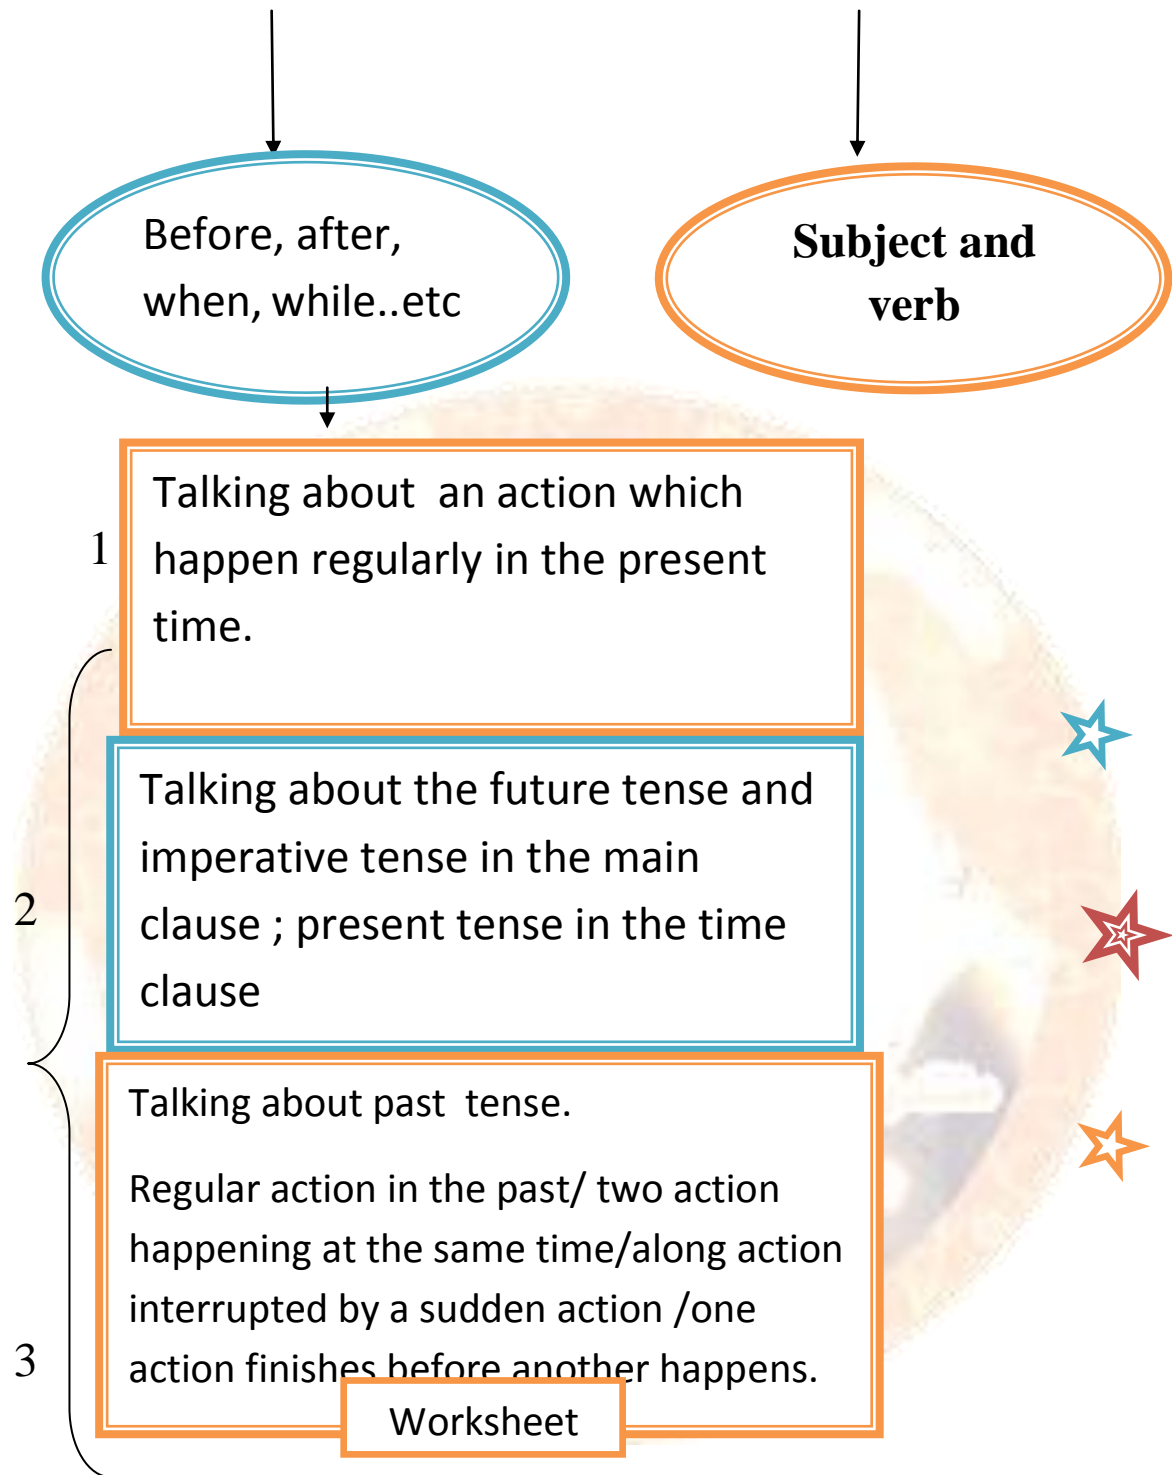 Before, after,
when, while..etc
Subject and
verb
1
Talking about  an action which
happen regularly in the present
time.
2
Talking about the future tense and
imperative tense in the main
clause ; present tense in the time
clause
3
Talking about past  tense.
Regular action in the past/ two action
happening at the same time/along action
interrupted by a sudden action /one
action finishes before another happens.
Worksheet